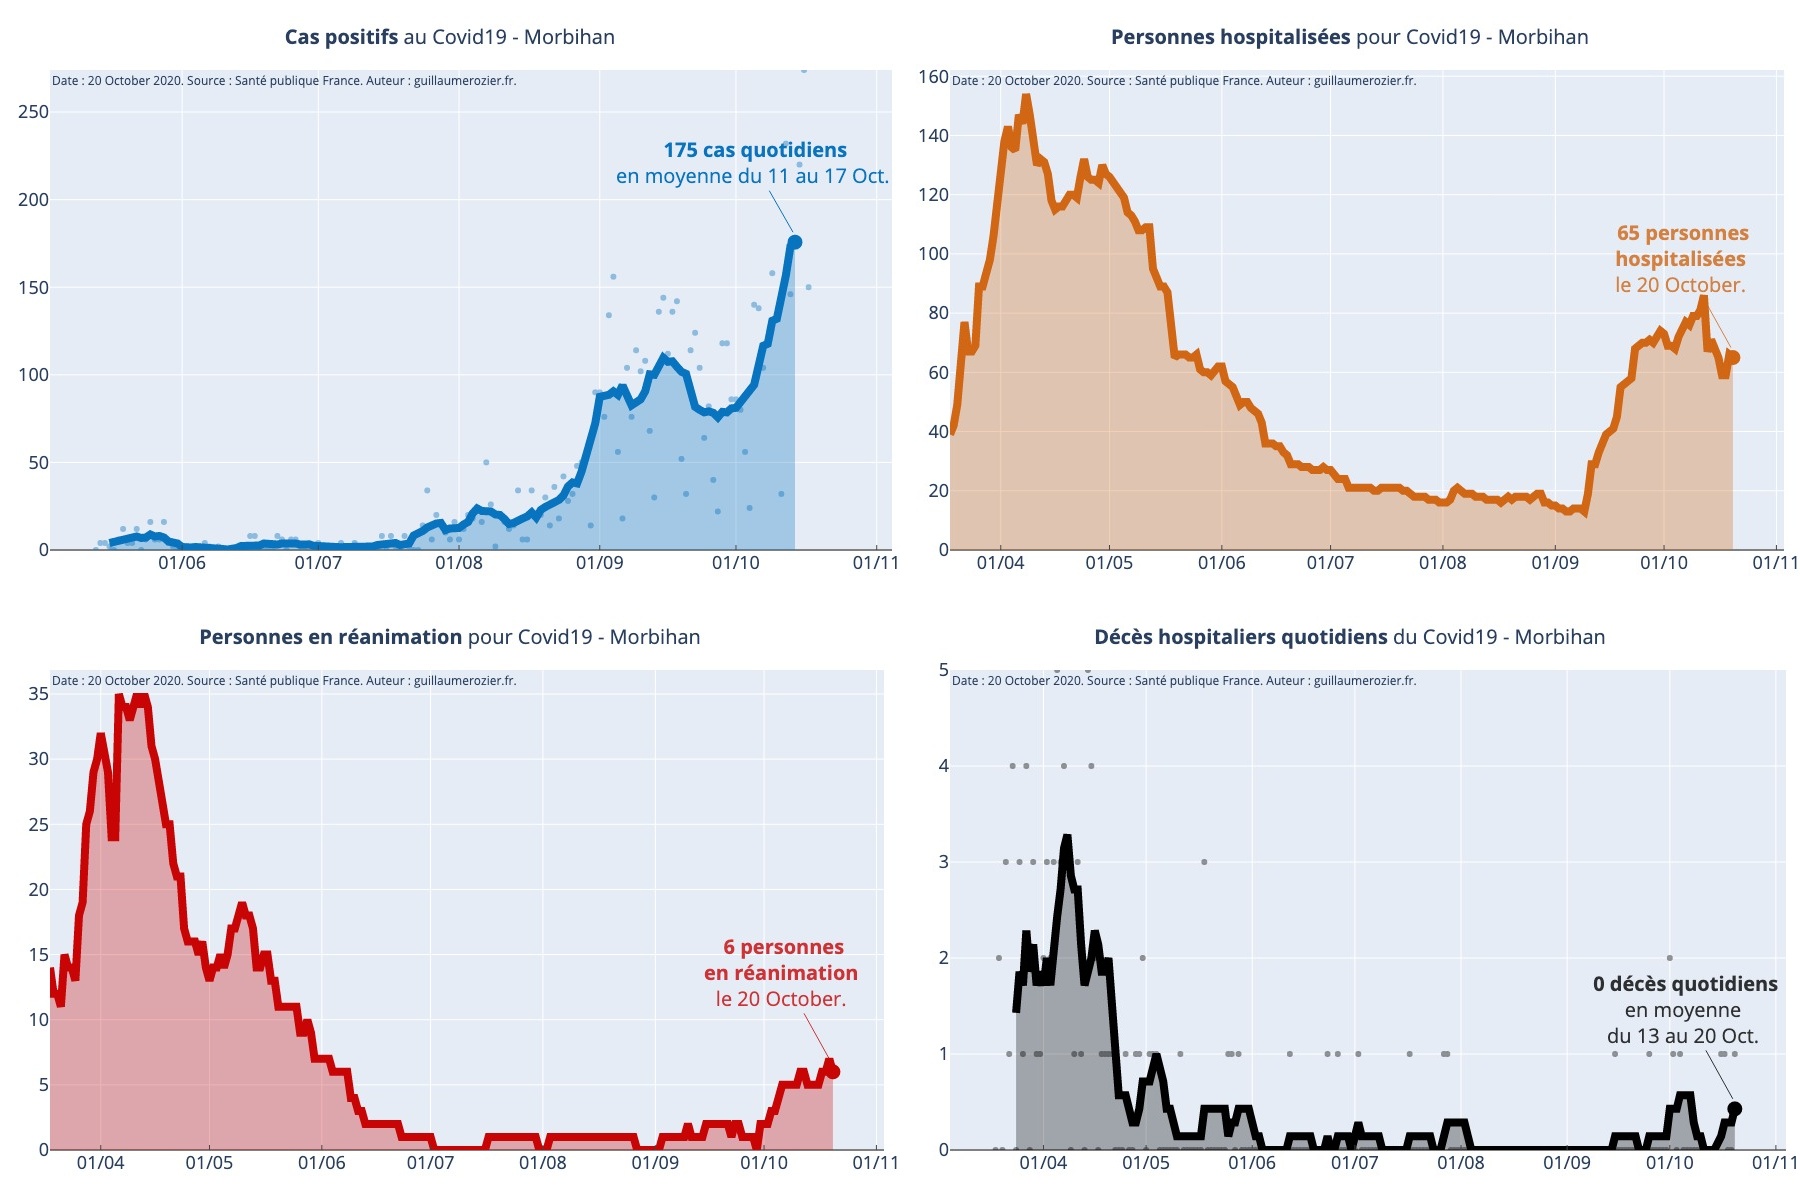 Cas positifs au Covid19 - Morbihan
Date : 20 October 2020. Source : Santé publique France. Auteur : guillaumerozier.fr.
250
200
150
100
50
0
175 cas quotidiens
en moyenne du 11 au 17 Oct.
01/06 01/07 01/08 01/09 01/10 01/11
Personnes hospitalisées pour Covid19 - Morbihan
Date : 20 October 2020. Source : Santé publique France. Auteur : guillaumerozier.fr.
160
140
120
100
80
60
40
20
0
65 personnes
hospitalisées
le 20 October.
01/04 01/05 01/06 01/07 01/08 01/09 01/10 01/11
Personnes en réanimation pour Covid19 - Morbihan
Date : 20 October 2020. Source : Santé publique France. Auteur : guillaumerozier.fr.
35
30
25
20
15
10
5
0
6 personnes
en réanimation
le 20 October.
01/04 01/05 01/06 01/07 01/08 01/09 01/10 01/11
Décès hospitaliers quotidiens du Covid19 - Morbihan
Date : 20 October 2020. Source : Santé publique France. Auteur : guillaumerozier.fr.
5
4
3
2
1
0
0 décès quotidiens
en moyenne
du 13 au 20 Oct.
01/04 01/05 01/06 01/07 01/08 01/09 01/10 01/11